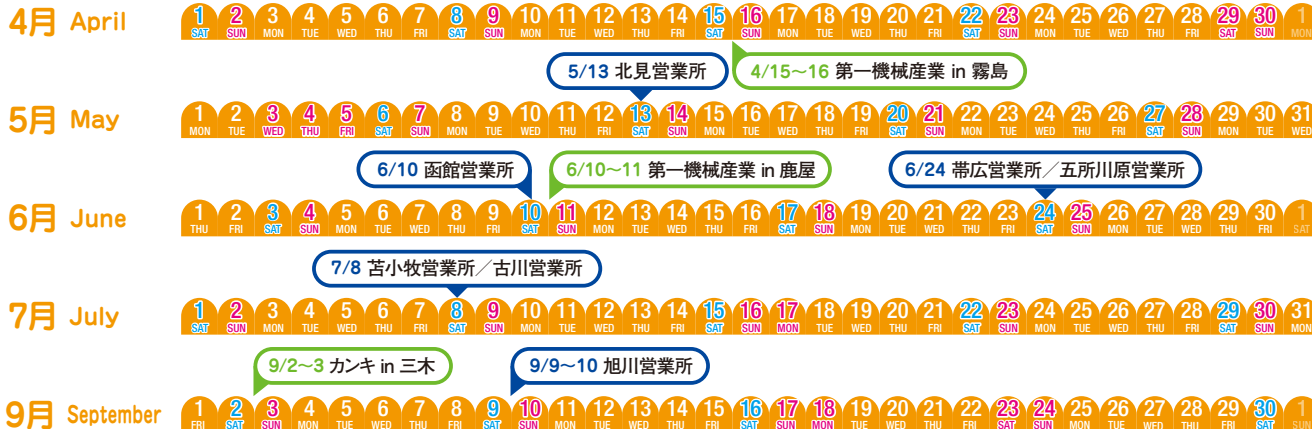 4月 April 1 SAT 2 SUN 3 MON 4 TUE 5 WED 6 THU 7 FRI 8 SAT 9 SUN 10 MON 11 TUE 12 WED 13 THU 14 FRI 15 SAT 16 SUN 17 MON 18 TUE 19 WED 20 THU 21 FRI 22 SAT 23 SUN 24 MON 25 TUE 26 WED 27 THU 28 FRI 29 SAT 30 SUN 1 MON
5/13 北見営業所 4/15〜16 第一機械産業 in 霧島
5月 May 1 MON 2 TUE 3 WED 4 THU 5 FRI 6 SAT 7 SUN 8 MON 9 TUE 10 WED 11 THU 12 FRI 13 SAT 14 SUN 15 MON 16 TUE 17 WED 18 THU 19 FRI 20 SAT 21 SUN 22 MON 23 TUE 24 WED 25 THU 26 FRI 27 SAT 28 SUN 29 MON 30 TUE 31 WED
6/10 函館営業所 6/10〜11 第一機械産業 in 鹿屋 6/24 帯広営業所／五所川原営業所
6月 June 1 THU 2 FRI 3 SAT 4 SUN 5 MON 6 TUE 7 WED 8 THU 9 FRI 10 SAT 11 SUN 12 MON 13 TUE 14 WED 15 THU 16 FRI 17 SAT 18 SUN 19 MON 20 TUE 21 WED 22 THU 23 FRI 24 SAT 25 SUN 26 MON 27 TUE 28 WED 29 THU 30 FRI 1 SAT
7/8 苫小牧営業所／古川営業所
7月 July 1 SAT 2 SUN 3 MON 4 TUE 5 WED 6 THU 7 FRI 8 SAT 9 SUN 10 MON 11 TUE 12 WED 13 THU 14 FRI 15 SAT 16 SUN 17 MON 18 TUE 19 WED 20 THU 21 FRI 22 SAT 23 SUN 24 MON 25 TUE 26 WED 27 THU 28 FRI 29 SAT 30 SUN 31 MON
9/2〜3 カンキ in 三木 9/9〜10 旭川営業所
9月 September 1 FRI 2 SAT 3 SUN 4 MON 5 TUE 6 WED 7 THU 8 FRI 9 SAT 10 SUN 11 MON 12 TUE 13 WED 14 THU 15 FRI 16 SAT 17 SUN 18 MON 19 TUE 20 WED 21 THU 22 FRI 23 SUN 24 SUN 25 MON 26 TUE 27 WED 28 THU 29 FRI 30 SAT 1 SUN